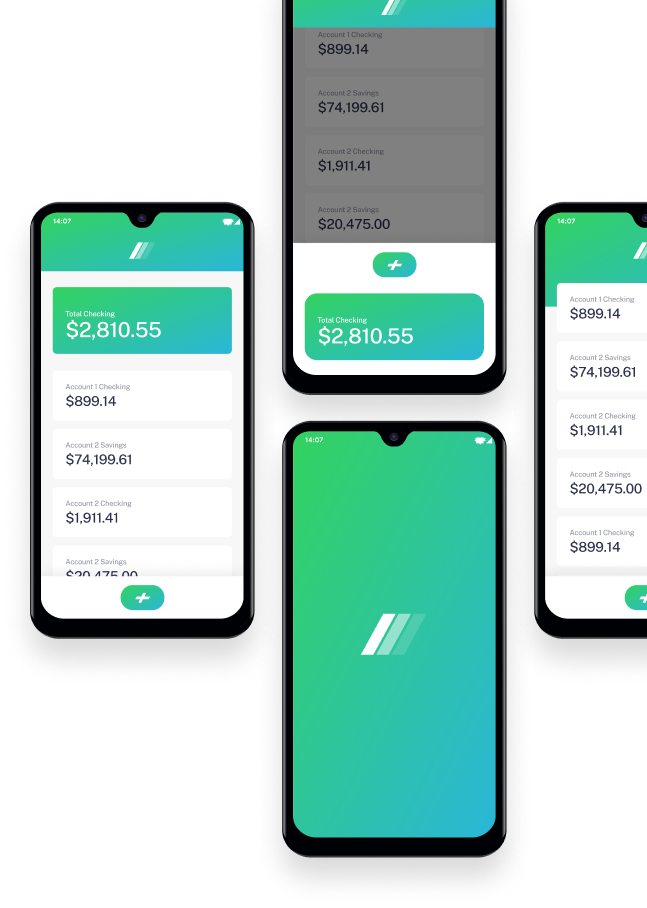 14:07
Total Checking
$2,810.55
Account 1 Checking
$899.14
Account 2 Savings
$74,199.61
Account 2 Checking
$1,911.41
Account 2 Savings
$20,475.00
Account 1 Checking
$899.14
Account 2 Savings
$74,199.61
Account 2 Checking
$1,911.41
Account 2 Savings
$20,475.00
Total Checking
$2,810.55
14:07
14:07
Account 1 Checking
$899.14
Account 2 Savings
$74,199.61
Account 2 Checking
$1,911.41
Account 2 Savings
$20,475.00
Account 1 Checking
$899.14